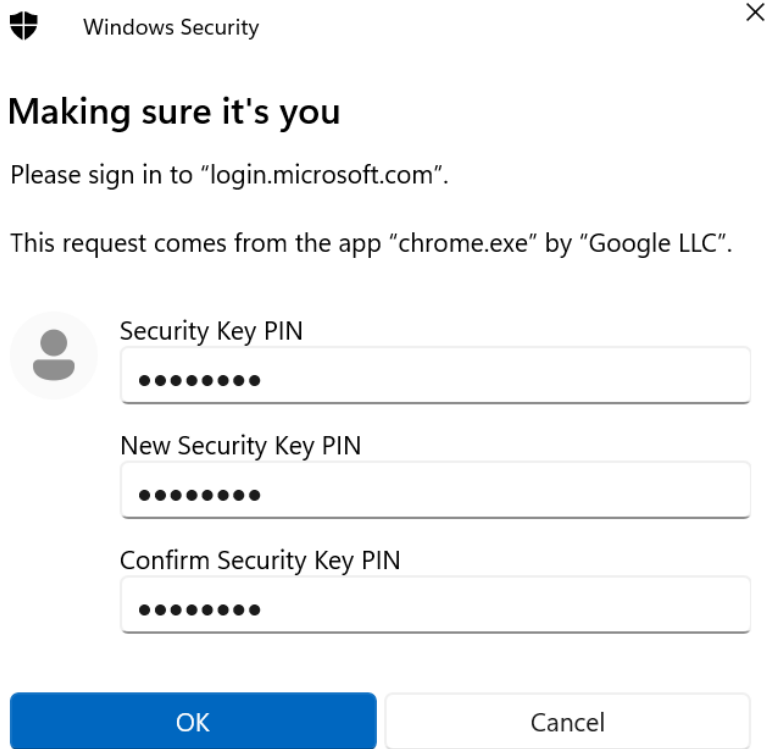 Windows Security
Making sure it's you
Please sign in to “login.microsoft.com”.
This request comes from the app “chrome.exe” by “Google LLC”.
Security Key PIN
••••••••
New Security Key PIN
••••••••
Confirm Security Key PIN
••••••••
OK
Cancel